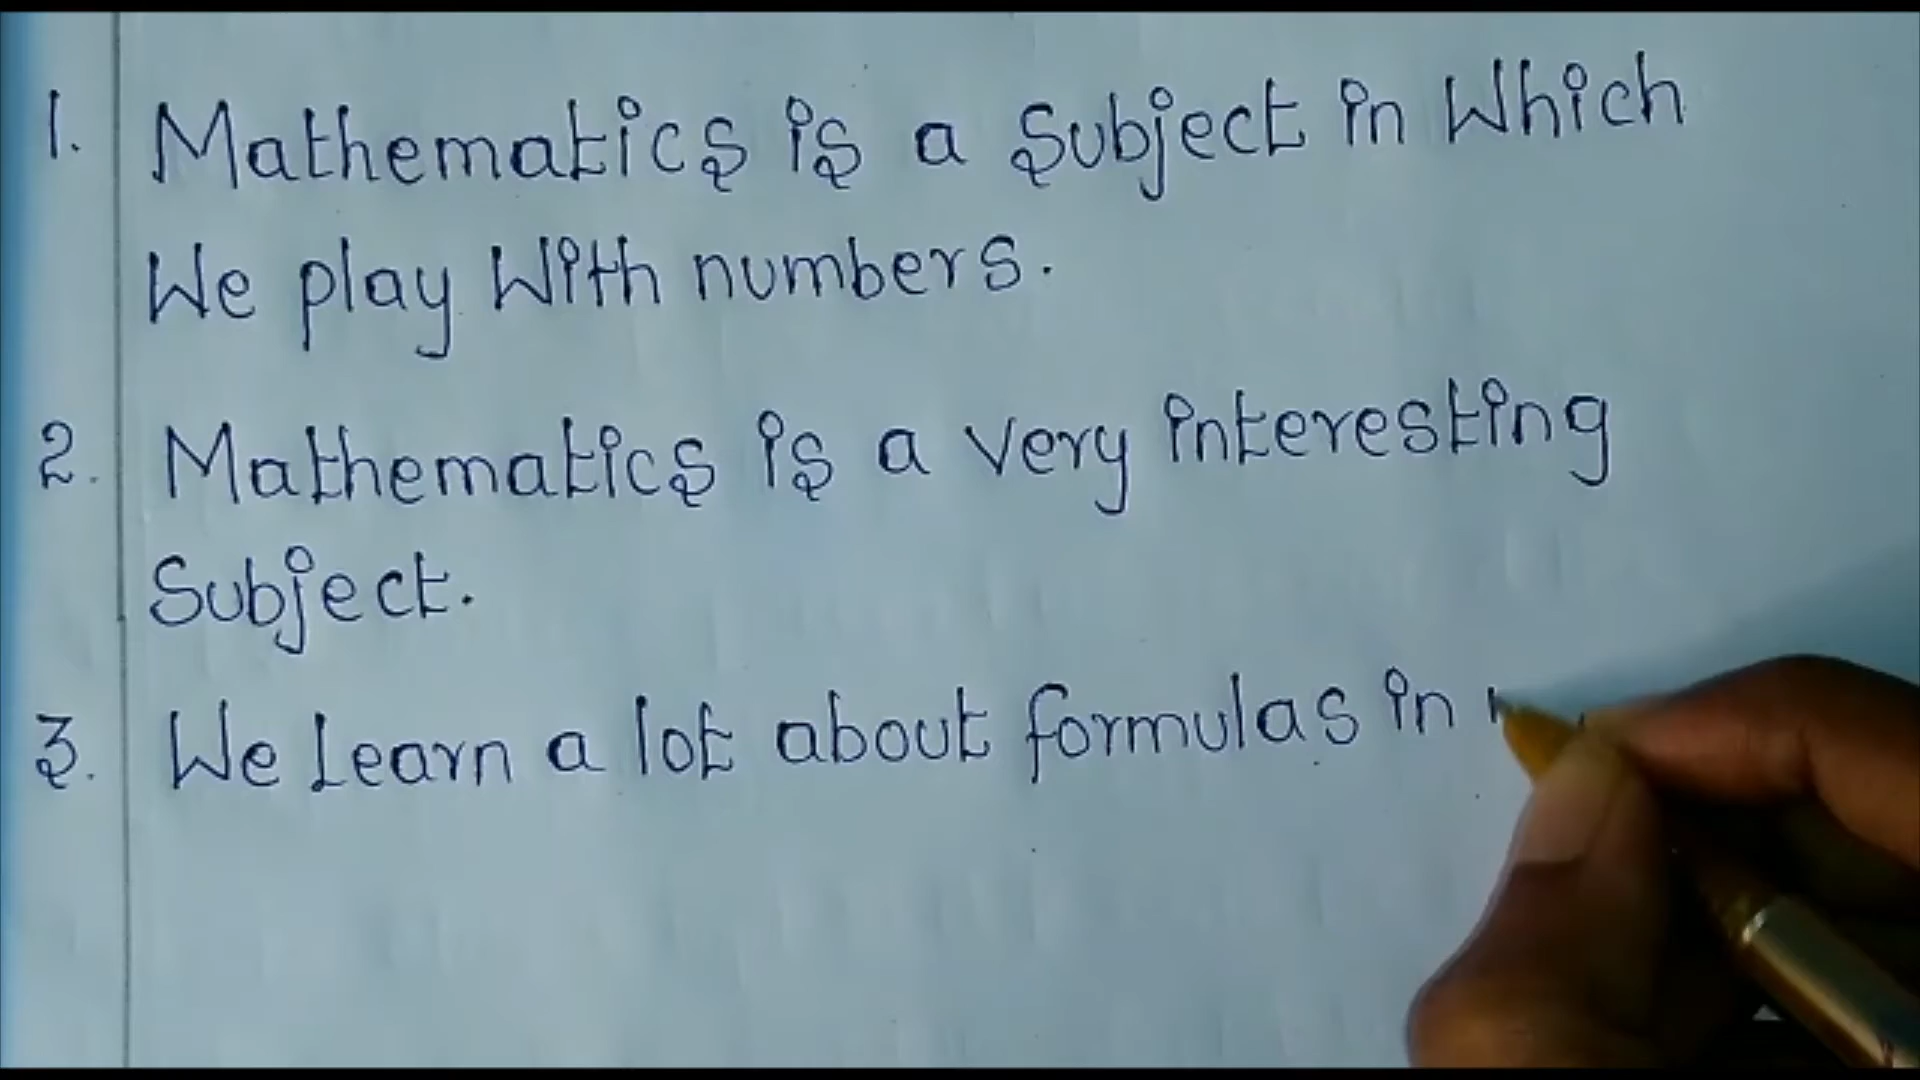 1. Mathematics is a Subject in Which
We play With numbers.
2. Mathematics is a very interesting
Subject.
3. We learn a lot about formulas in